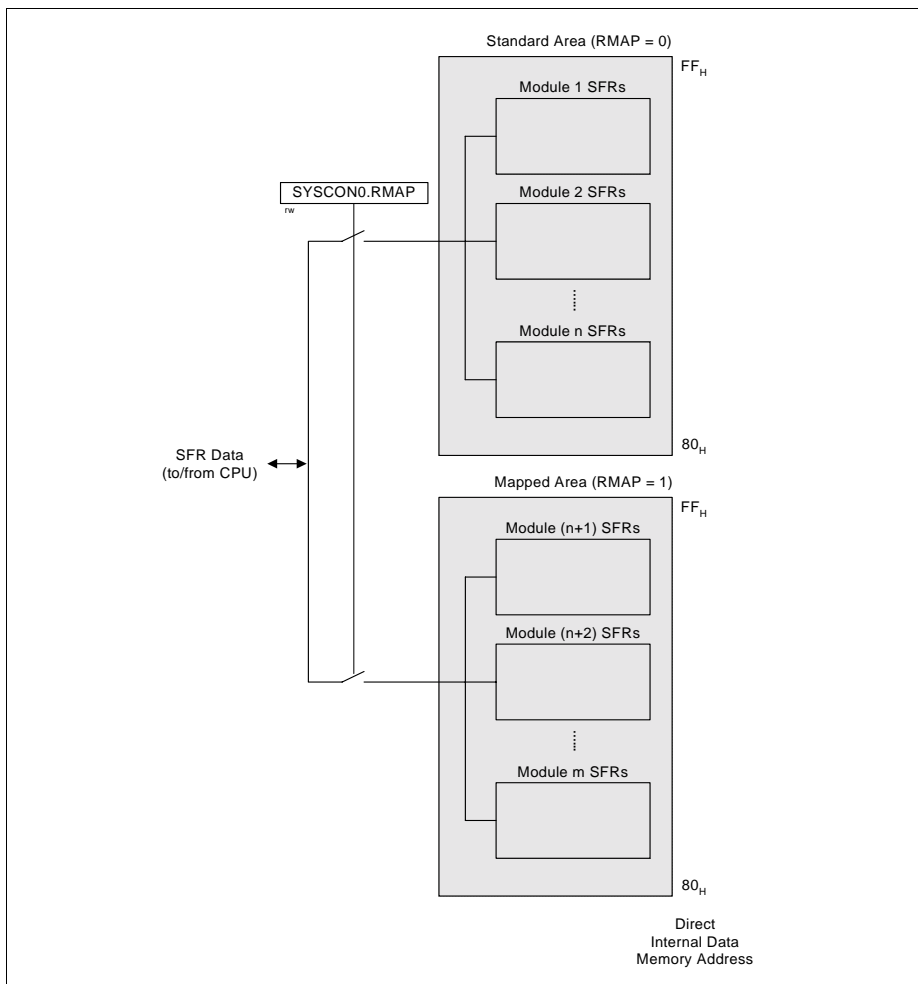 Standard Area (RMAP = 0)
FFH
Module 1 SFRs
SYSCON0.RMAP
rw
Module 2 SFRs
Module n SFRs
SFR Data
(to/from CPU)
80H
Mapped Area (RMAP = 1)
FFH
Module (n+1) SFRs
Module (n+2) SFRs
Module m SFRs
80H
Direct
Internal Data
Memory Address